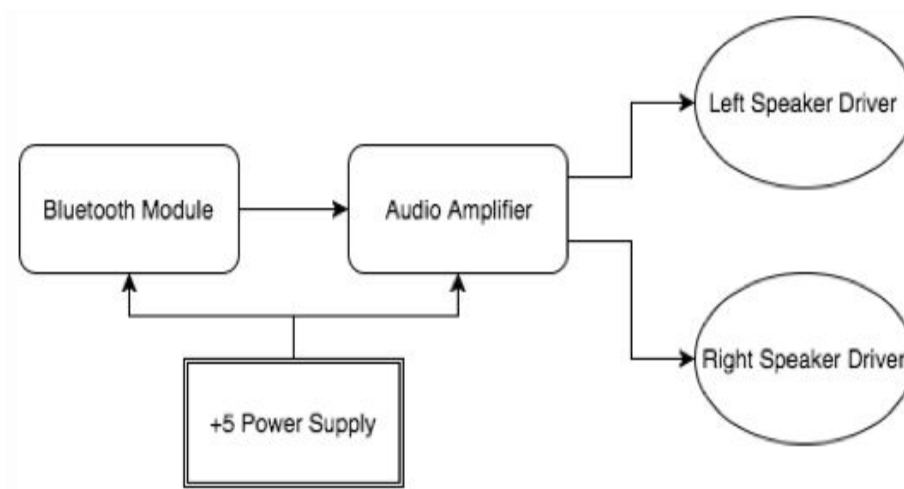 Left Speaker Driver
Bluetooth Module
Audio Amplifier
Right Speaker Driver
+5 Power Supply